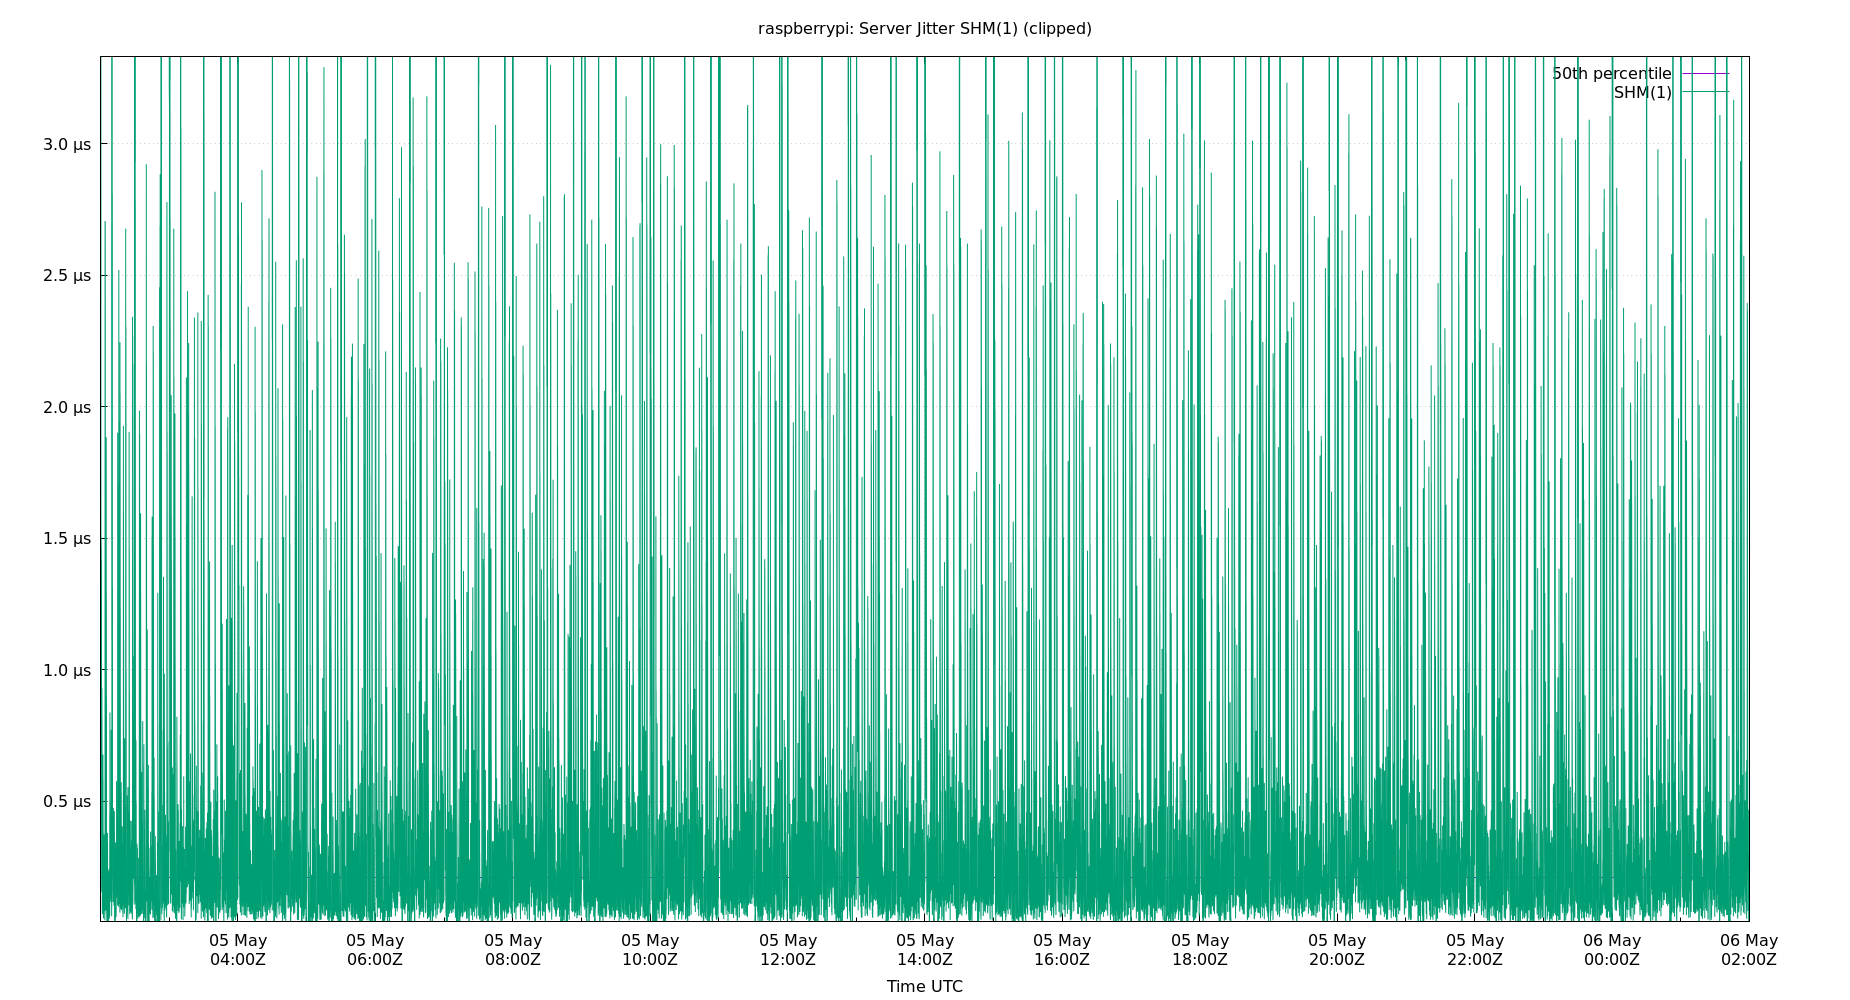 raspberrypi: Server Jitter SHM(1) (clipped)
50th percentile
SHM(1)
3.0 µs
2.5 µs
2.0 µs
1.5 µs
1.0 µs
0.5 µs
05 May 05 May 05 May 05 May 05 May 05 May 05 May 05 May 05 May 05 May 06 May 06 May
04:00Z 06:00Z 08:00Z 10:00Z 12:00Z 14:00Z 16:00Z 18:00Z 20:00Z 22:00Z 00:00Z 02:00Z
Time UTC